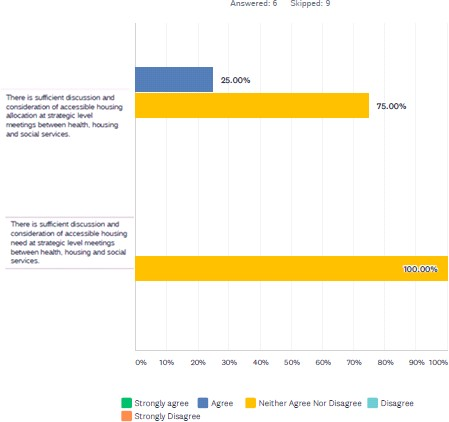 Answered: 6 Skipped: 9
25.00%
There is sufficient discussion and
consideration of accessible housing
allocation at strategic level
meetings between health, housing
and social services.
75.00%
There is sufficient discussion and
consideration of accessible housing
need at strategic level meetings
between health, housing and social
services.
100.00%
0% 10% 20% 30% 40% 50% 60% 70% 80% 90% 100%
Strongly agree Agree Neither Agree Nor Disagree Disagree
Strongly Disagree